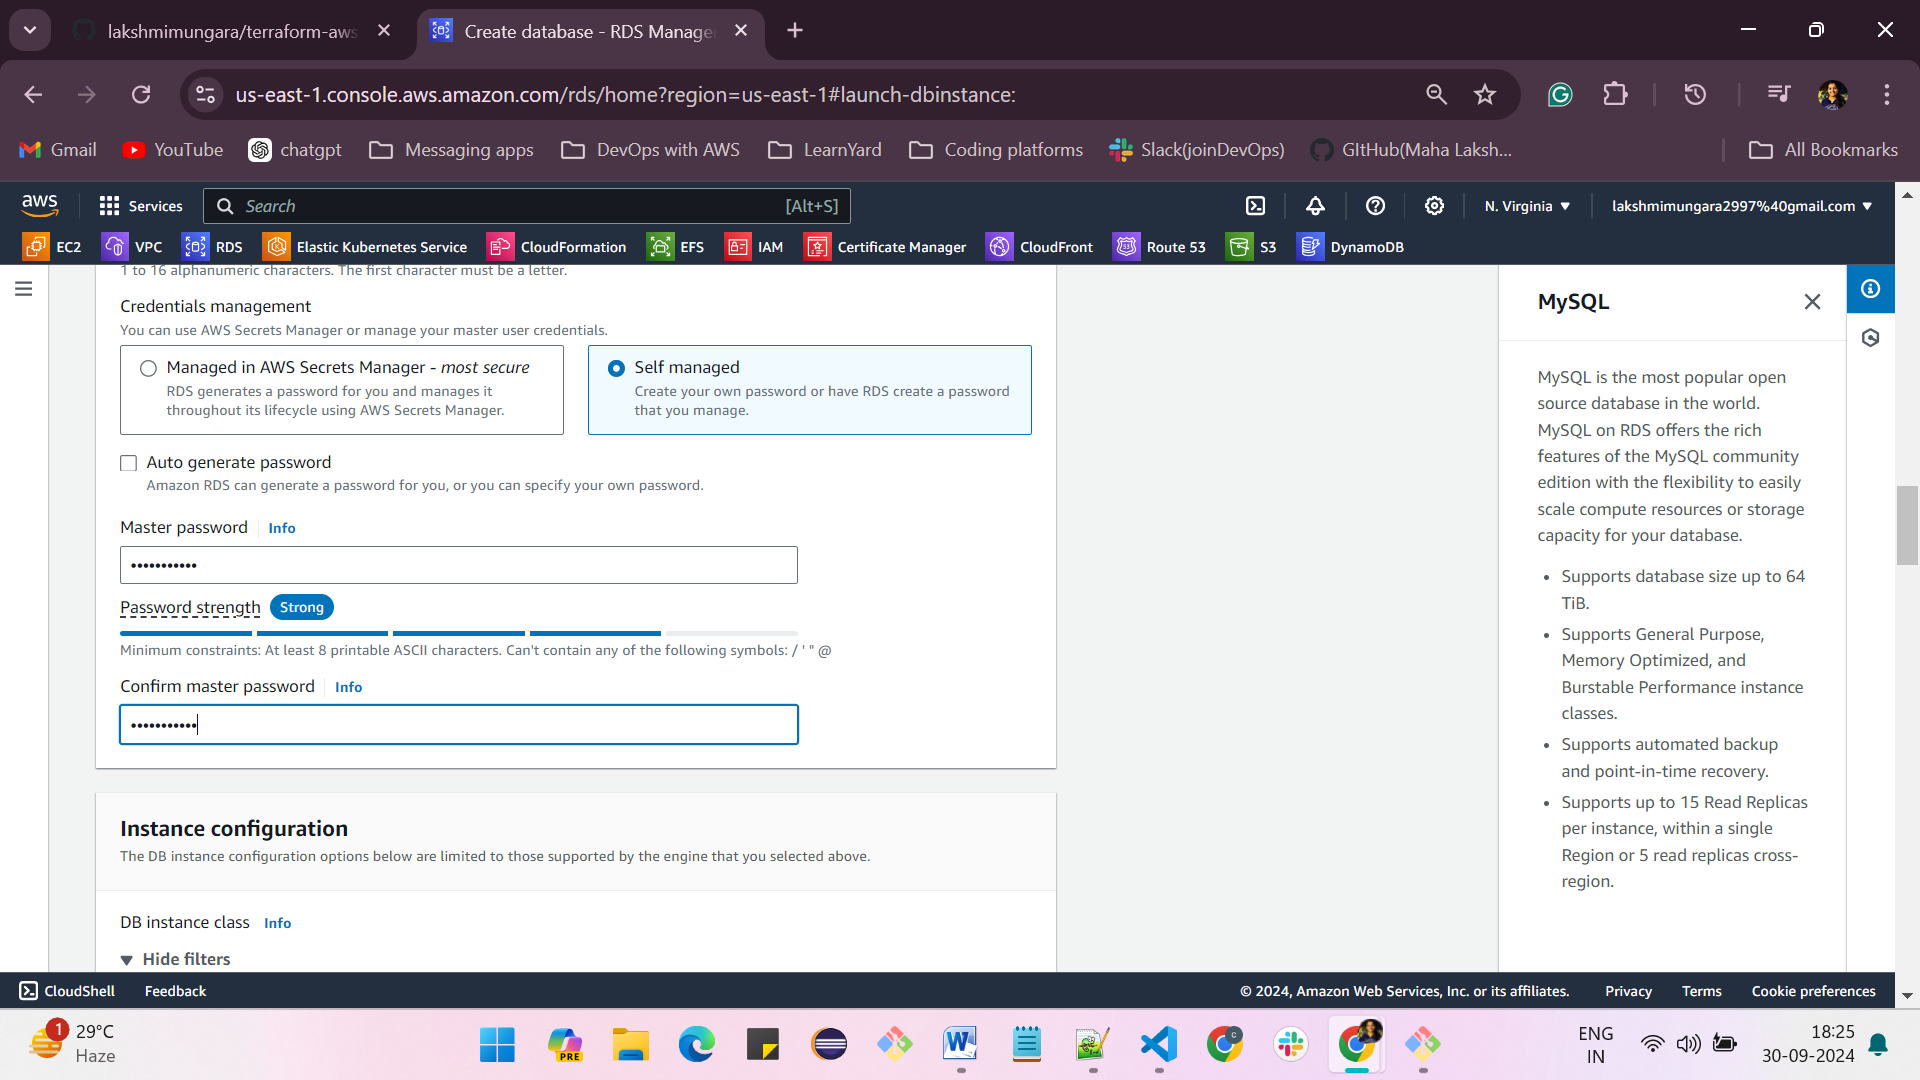 lakshmimungara/terraform-aws
Create database - RDS Manage
us-east-1.console.aws.amazon.com/rds/home?region=us-east-1#launch-dbinstance:
Gmail
YouTube
chatgpt
Messaging apps
DevOps with AWS
LearnYard
Coding platforms
Slack(joinDevOps)
GItHub(Maha Laksh...
All Bookmarks
aws
Services
Search
[Alt+S]
N. Virginia
lakshmimungara2997%40gmail.com
EC2
VPC
RDS
Elastic Kubernetes Service
CloudFormation
EFS
IAM
Certificate Manager
CloudFront
Route 53
S3
DynamoDB
1 to 16 alphanumeric characters. The first character must be a letter.
Credentials management
You can use AWS Secrets Manager or manage your master user credentials.
Managed in AWS Secrets Manager - most secure
RDS generates a password for you and manages it
throughout its lifecycle using AWS Secrets Manager.
Self managed
Create your own password or have RDS create a password
that you manage.
Auto generate password
Amazon RDS can generate a password for you, or you can specify your own password.
Master password Info
•••••••••••
Password strength Strong
Minimum constraints: At least 8 printable ASCII characters. Can't contain any of the following symbols: / ' " @
Confirm master password Info
•••••••••••
Instance configuration
The DB instance configuration options below are limited to those supported by the engine that you selected above.
DB instance class Info
Hide filters
MySQL
MySQL is the most popular open
source database in the world.
MySQL on RDS offers the rich
features of the MySQL community
edition with the flexibility to easily
scale compute resources or storage
capacity for your database.
• Supports database size up to 64
TiB.
• Supports General Purpose,
Memory Optimized, and
Burstable Performance instance
classes.
• Supports automated backup
and point-in-time recovery.
• Supports up to 15 Read Replicas
per instance, within a single
Region or 5 read replicas cross-
region.
CloudShell
Feedback
© 2024, Amazon Web Services, Inc. or its affiliates.
Privacy
Terms
Cookie preferences
1
29°C
Haze
PRE
ENG
IN
18:25
30-09-2024